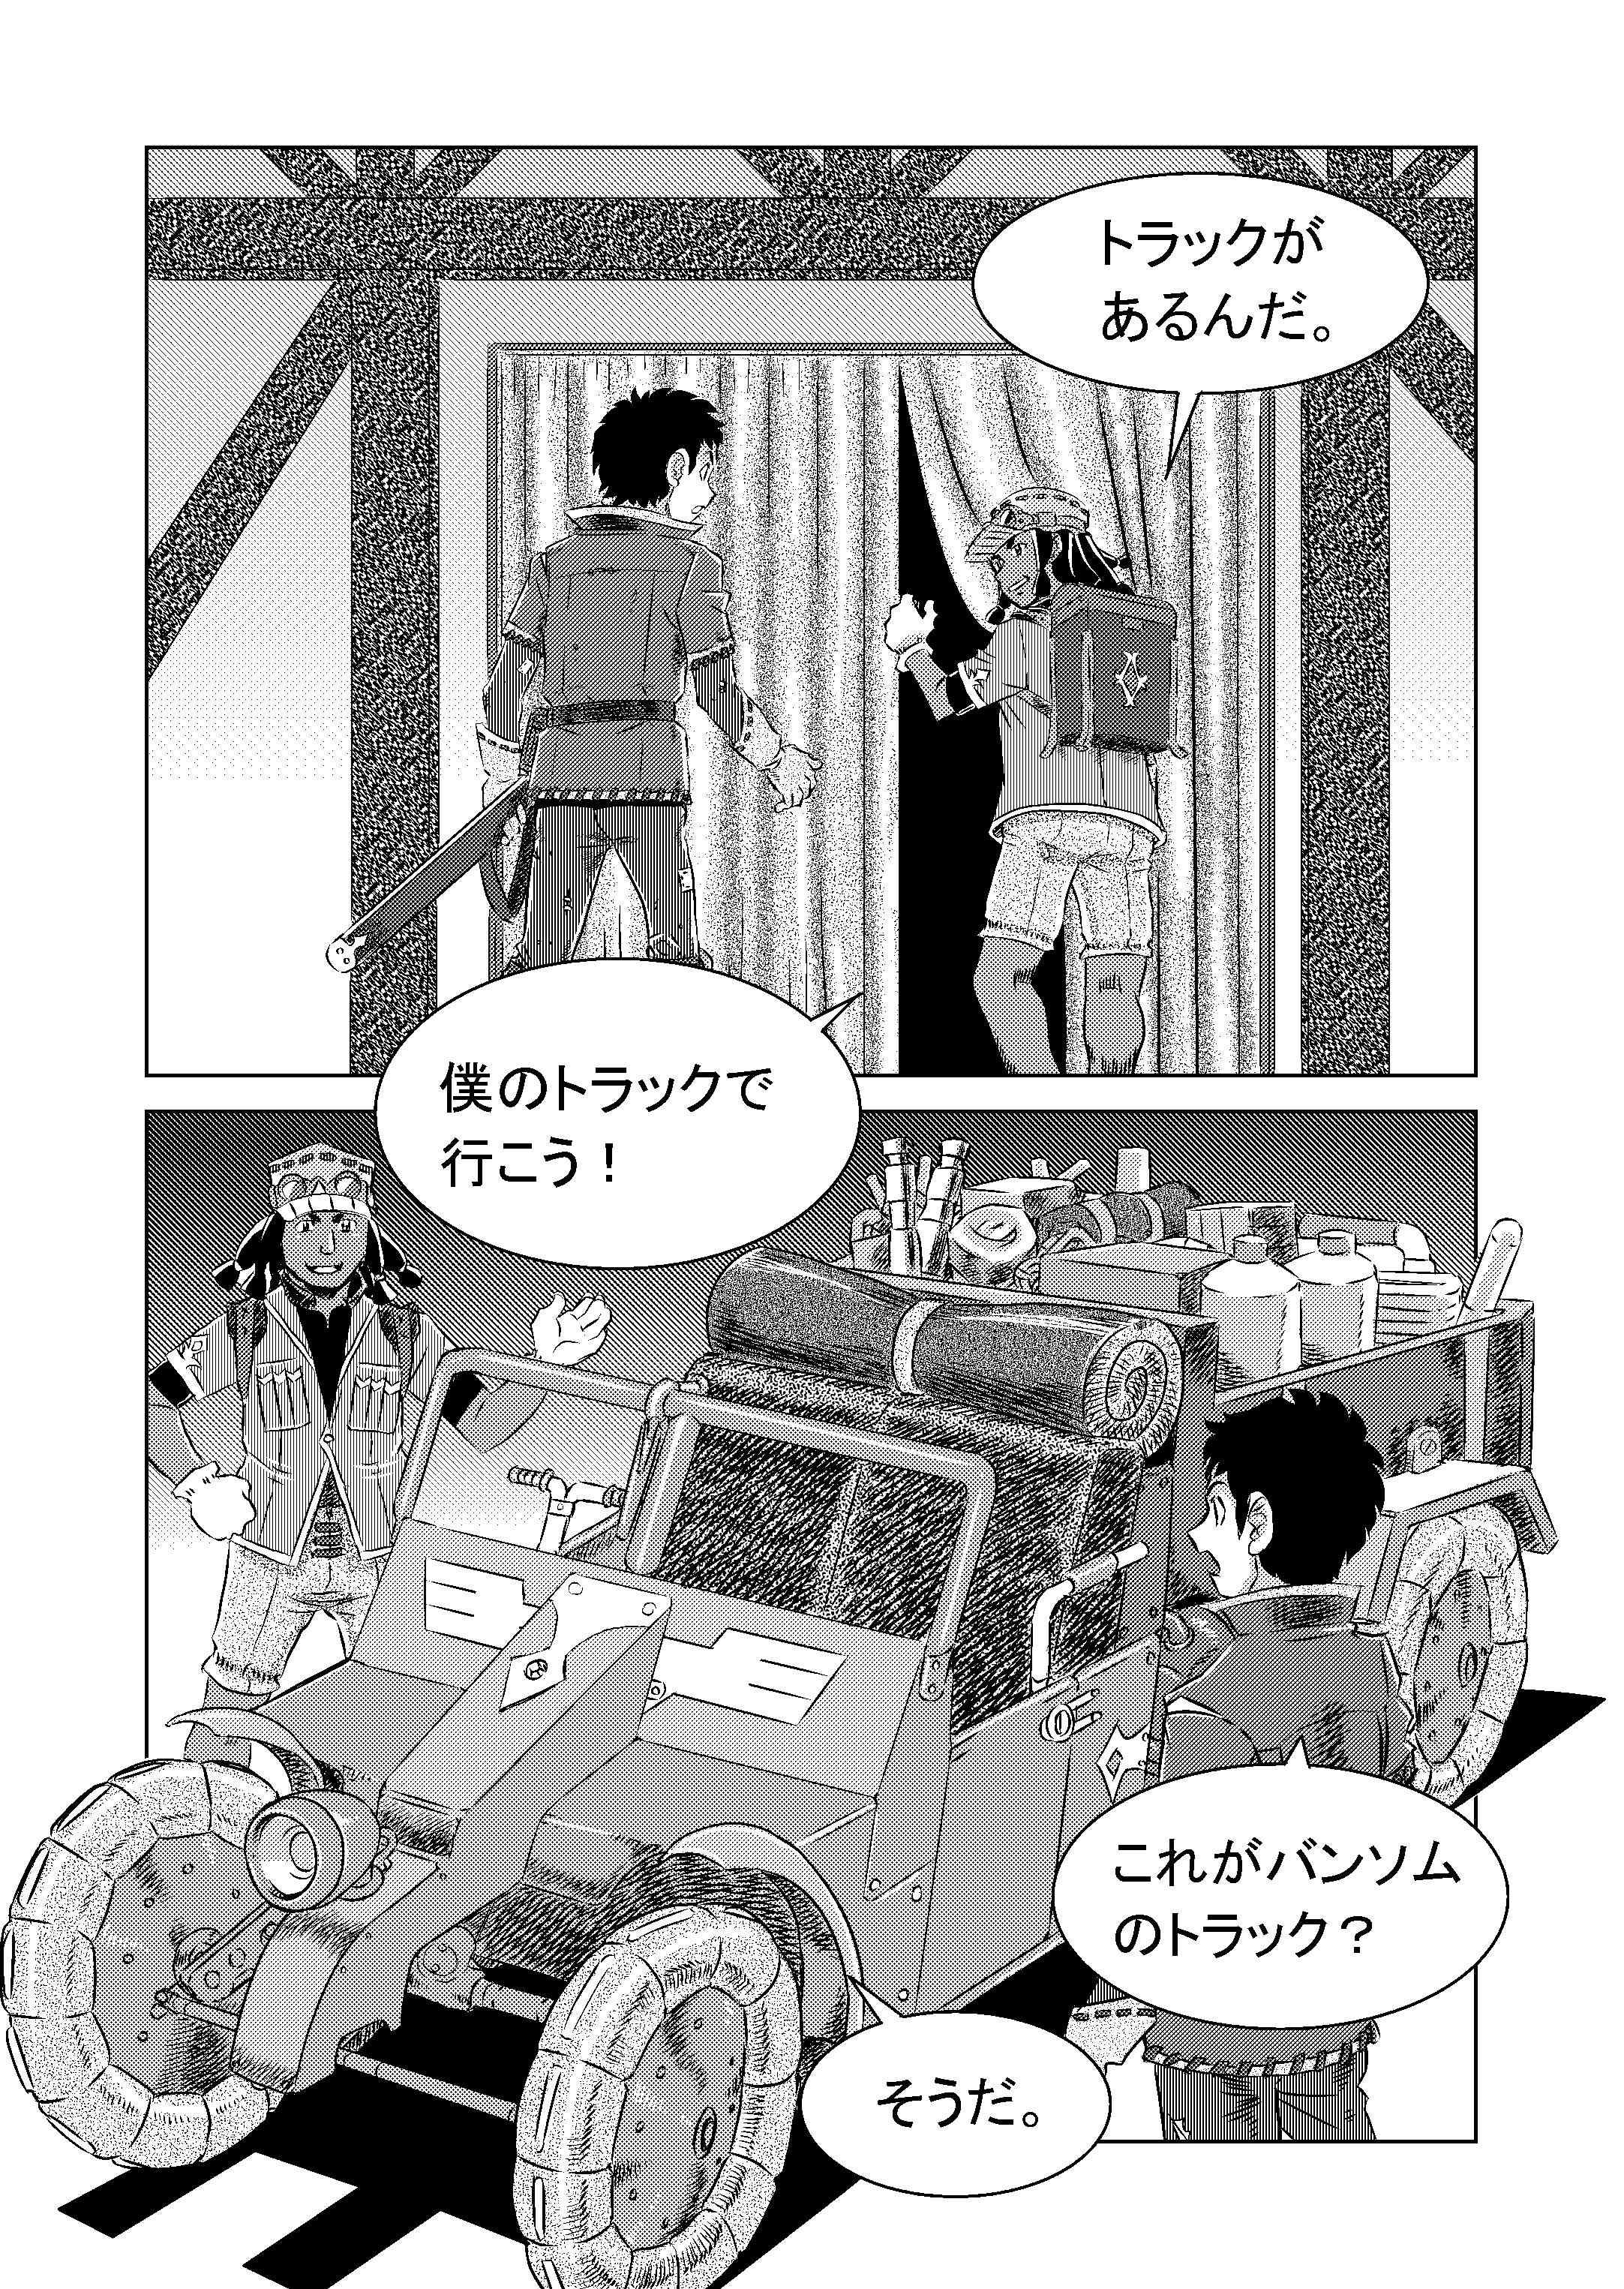 トラックが
あるんだ。
僕のトラックで
行こう！
これがバンソム
のトラック？
そうだ。